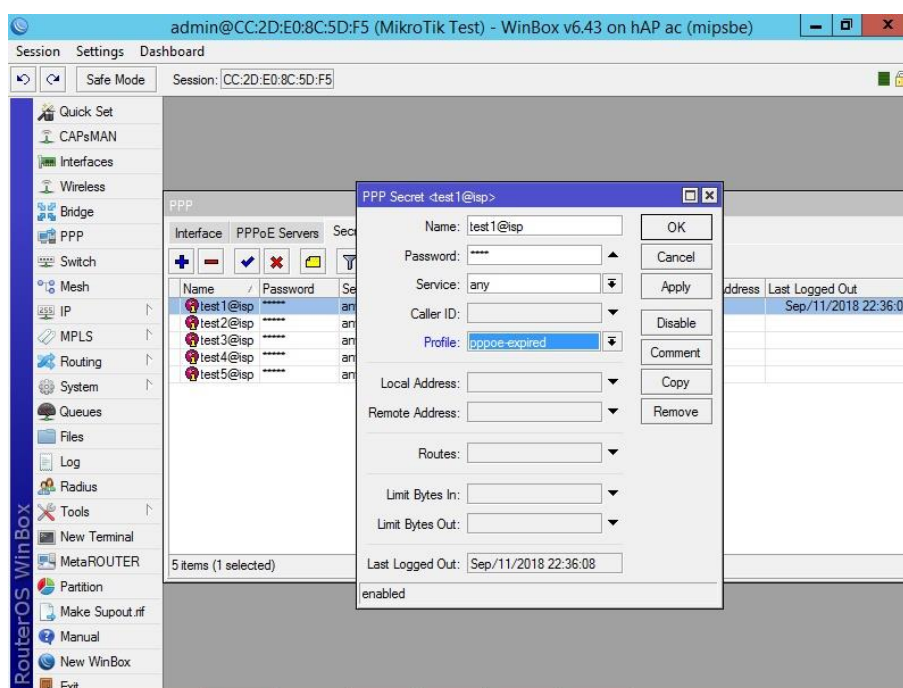 admin@CC:2D:E0:8C:5D:F5 (MikroTik Test) - WinBox v6.43 on hAP ac (mipsbe)
Session Settings Dashboard
Safe Mode Session: CC:2D:E0:8C:5D:F5
Quick Set
CAPsMAN
Interfaces
Wireless
Bridge
PPP
Switch
Mesh
IP
MPLS
Routing
System
Queues
Files
Log
Radius
Tools
New Terminal
MetaROUTER
Partition
Make Supout.rif
Manual
New WinBox
Exit
RouterOS WinBox
PPP
Interface PPPoE Servers
Name Password
test1@isp *****
test2@isp *****
test3@isp *****
test4@isp *****
test5@isp *****
5 items (1 selected)
ddress Last Logged Out
Sep/11/2018 22:36:0
PPP Secret <test1@isp>
Name: test1@isp
Password: ****
Service: any
Caller ID:
Profile: pppoe-expired
Local Address:
Remote Address:
Routes:
Limit Bytes In:
Limit Bytes Out:
Last Logged Out: Sep/11/2018 22:36:08
enabled
OK
Cancel
Apply
Disable
Comment
Copy
Remove